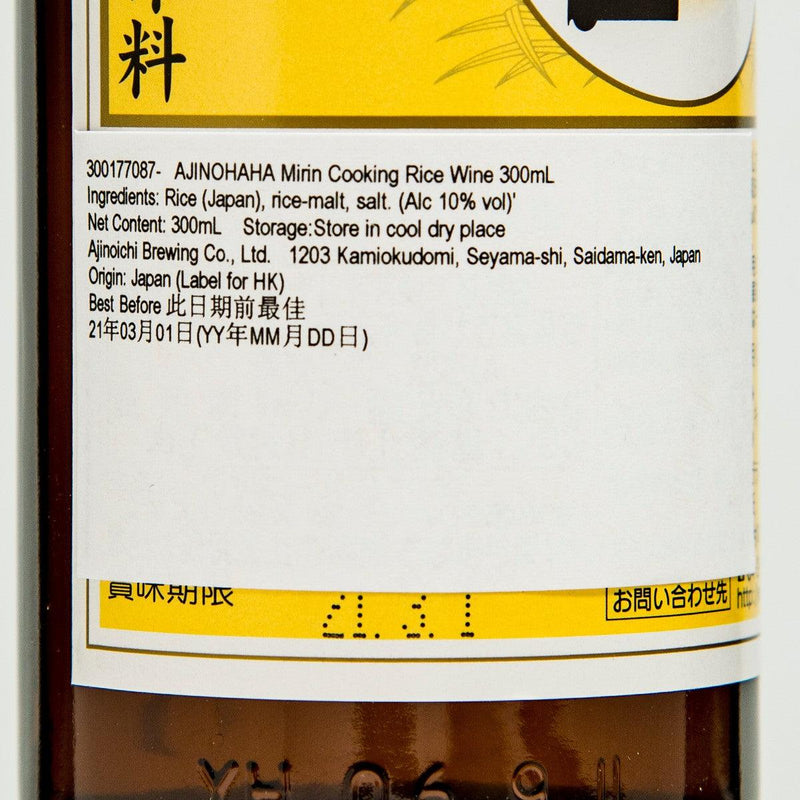 料
300177087- AJINOHAHA Mirin Cooking Rice Wine 300mL
Ingredients: Rice (Japan), rice-malt, salt. (Alc 10% vol)'
Net Content: 300mL Storage:Store in cool dry place
Ajinoichi Brewing Co., Ltd. 1203 Kamiokudomi, Seyama-shi, Saidama-ken, Japan
Origin: Japan (Label for HK)
Best Before 此日期前最佳
21年03月01日(YY年MM月DD日)
賞味期限
21. 3. 1
お問い合わせ先